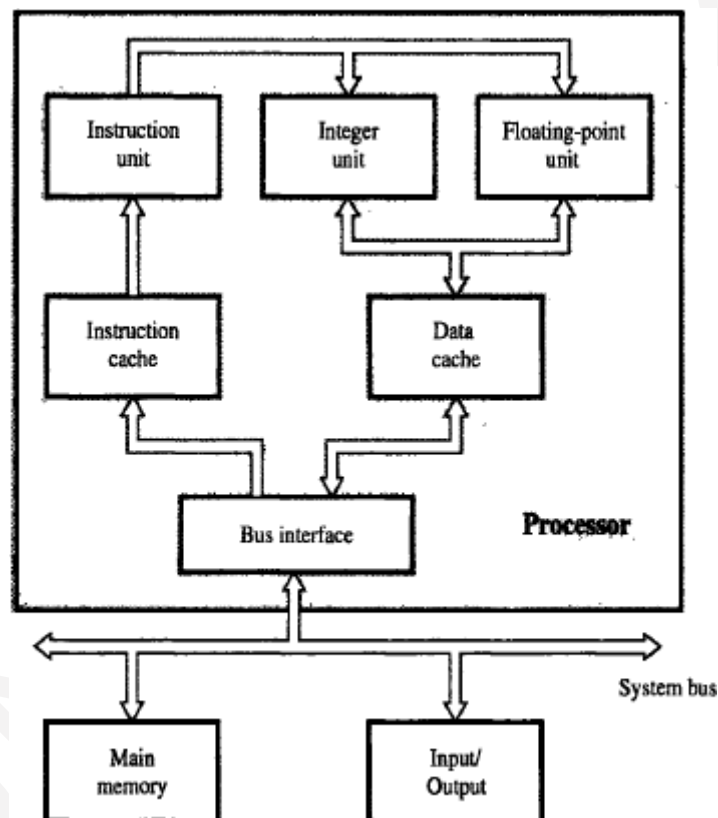 Instruction
unit
Integer
unit
Floating-point
unit
Instruction
cache
Data
cache
Bus interface
Processor
System bus
Main
memory
Input/
Output